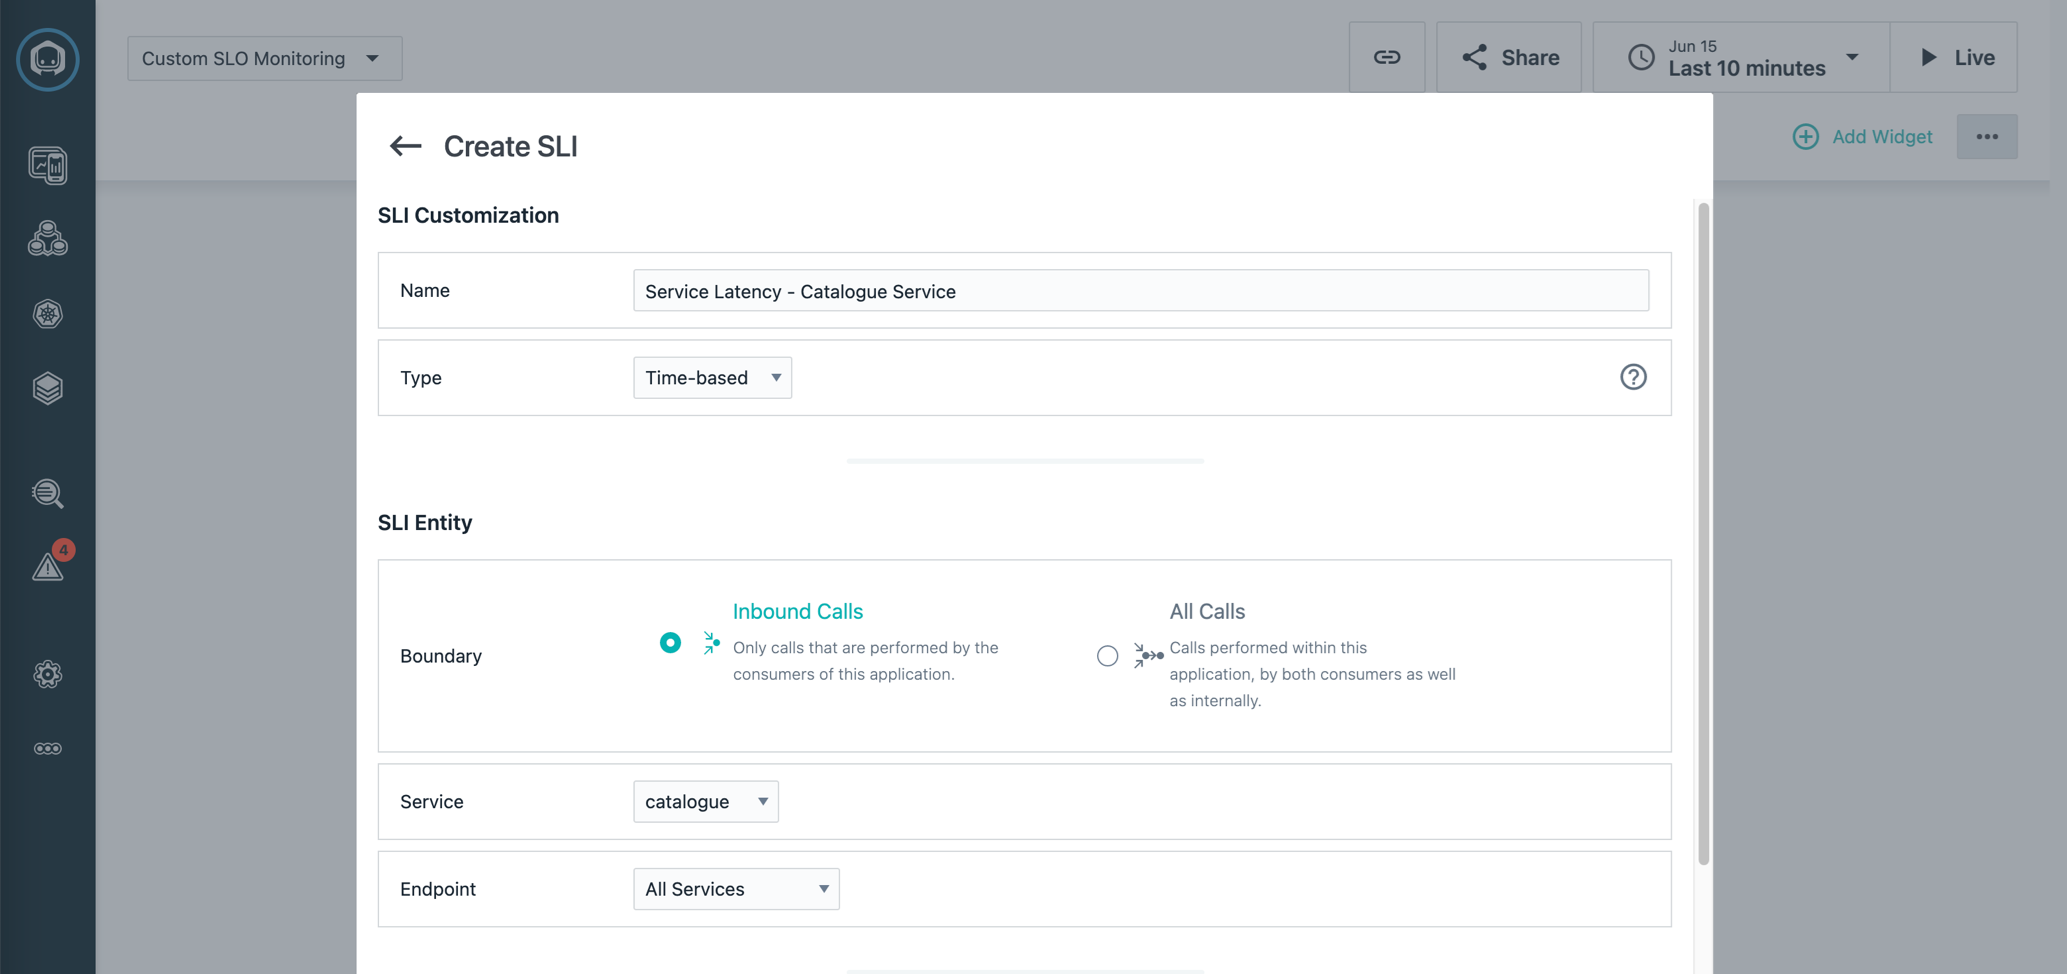 Custom SLO Monitoring
Share
Jun 15
Last 10 minutes
Live
Add Widget
Create SLI
SLI Customization
Name
Service Latency - Catalogue Service
Type
Time-based
4
SLI Entity
Boundary
Inbound Calls
Only calls that are performed by the
consumers of this application.
All Calls
Calls performed within this
application, by both consumers as well
as internally.
Service
catalogue
Endpoint
All Services